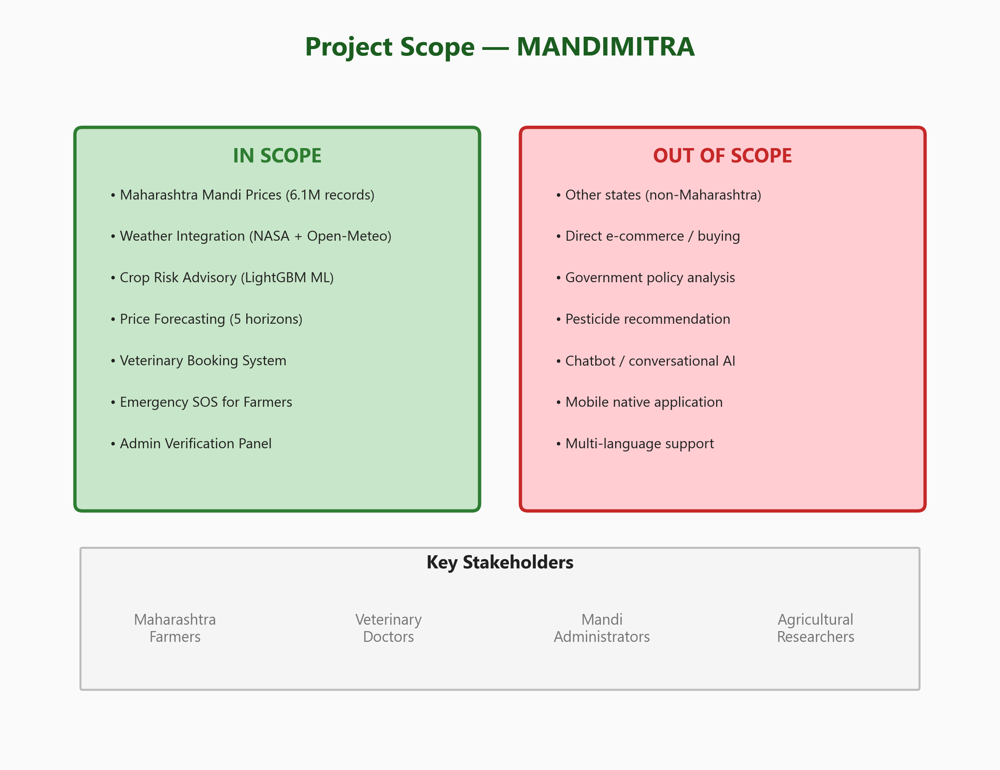 Project Scope — MANDIMITRA
IN SCOPE
• Maharashtra Mandi Prices (6.1M records)
• Weather Integration (NASA + Open-Meteo)
• Crop Risk Advisory (LightGBM ML)
• Price Forecasting (5 horizons)
• Veterinary Booking System
• Emergency SOS for Farmers
• Admin Verification Panel
OUT OF SCOPE
• Other states (non-Maharashtra)
• Direct e-commerce / buying
• Government policy analysis
• Pesticide recommendation
• Chatbot / conversational AI
• Mobile native application
• Multi-language support
Key Stakeholders
Maharashtra
Farmers
Veterinary
Doctors
Mandi
Administrators
Agricultural
Researchers